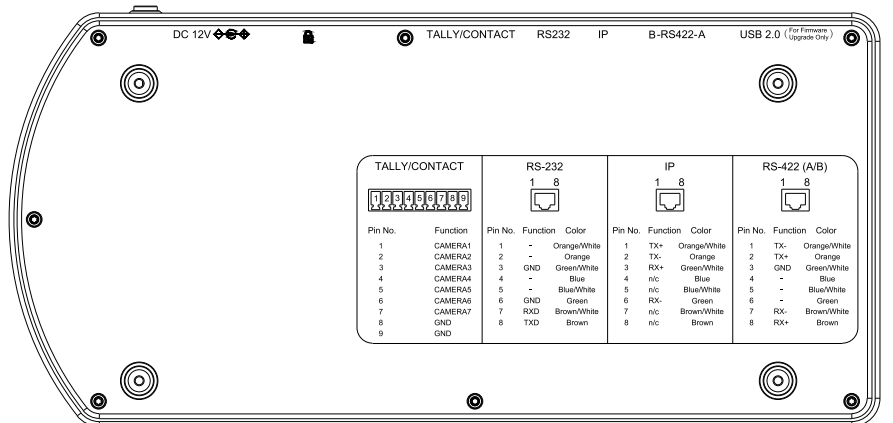 DC 12V TALLY/CONTACT RS232 IP B-RS422-A USB 2.0 (For Firmware Upgrade Only)
TALLY/CONTACT
1 2 3 4 5 6 7 8 9
Pin No. Function
1 CAMERA1
2 CAMERA2
3 CAMERA3
4 CAMERA4
5 CAMERA5
6 CAMERA6
7 CAMERA7
8 GND
9 GND
RS-232
1 8
Pin No. Function Color
1 - Orange/White
2 - Orange
3 GND Green/White
4 - Blue
5 - Blue/White
6 GND Green
7 RXD Brown/White
8 TXD Brown
IP
1 8
Pin No. Function Color
1 TX+ Orange/White
2 TX- Orange
3 RX+ Green/White
4 n/c Blue
5 n/c Blue/White
6 RX- Green
7 n/c Brown/White
8 n/c Brown
RS-422 (A/B)
1 8
Pin No. Function Color
1 TX- Orange/White
2 TX+ Orange
3 GND Green/White
4 - Blue
5 - Blue/White
6 - Green
7 RX- Brown/White
8 RX+ Brown